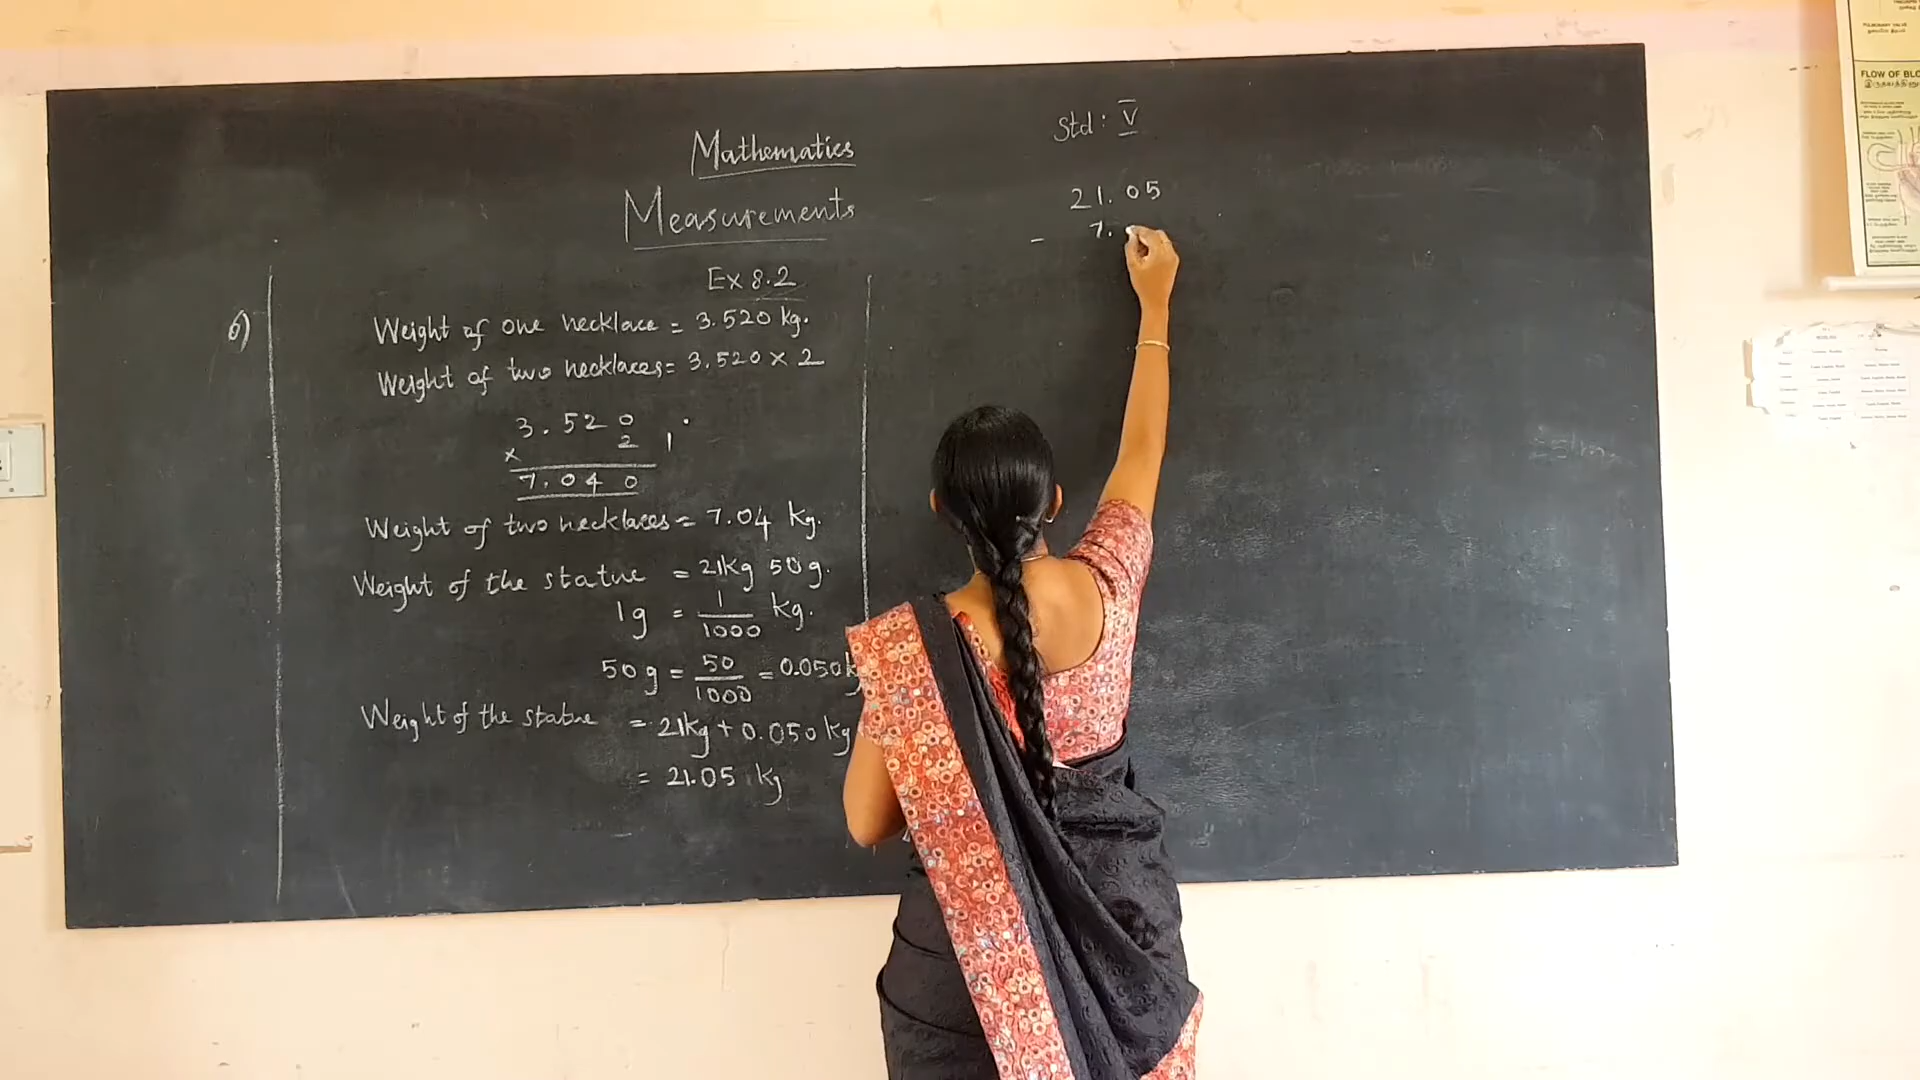 Mathematics
Std: V
Measurements
Ex 8.2
6)
Weight of one necklace = 3.520 kg.
Weight of two necklaces = 3.520 × 2
3.520
× 2 1
7.040
Weight of two necklaces = 7.04 kg.
Weight of the statue = 21kg 50g.
1g = 1/1000 kg.
50g = 50/1000 = 0.050k
Weight of the statue = 21kg + 0.050 kg
= 21.05 kg
21.05
- 7.
FLOW OF BLO